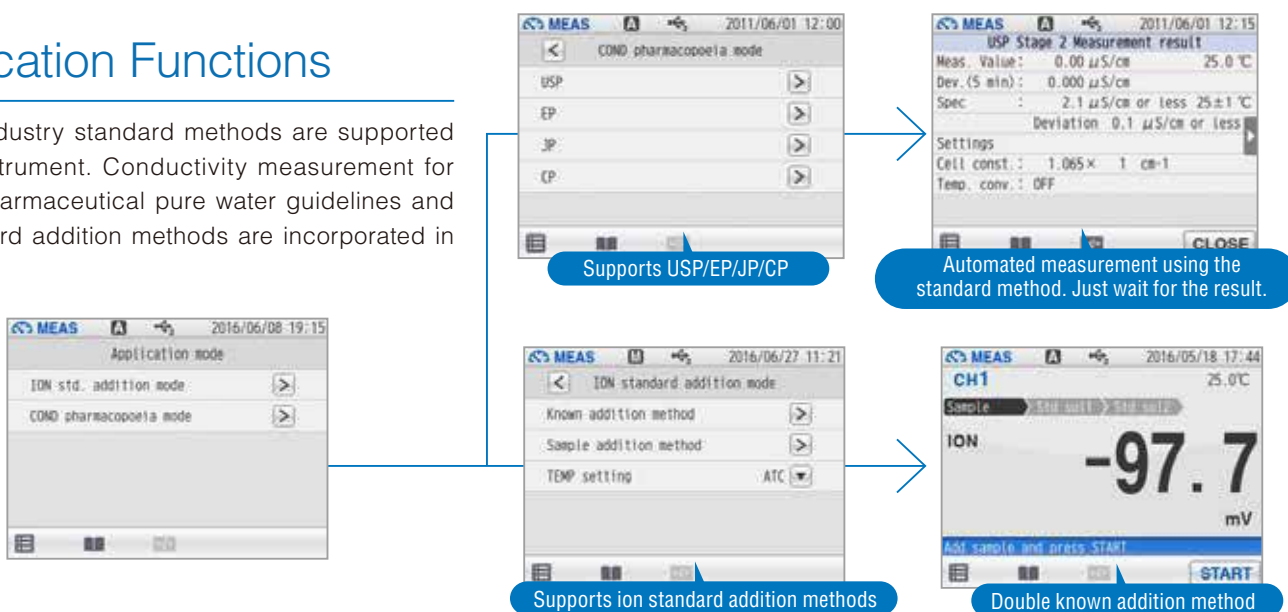 cation Functions
dustry standard methods are supported
trument. Conductivity measurement for
armaceutical pure water guidelines and
rd addition methods are incorporated in
MEAS A 2016/06/08 19:15
Application mode
ION std. addition mode >
COND pharmacopoeia mode >
MEAS A 2011/06/01 12:00
< COND pharmacopoeia mode
USP >
EP >
JP >
CP >
Supports USP/EP/JP/CP
MEAS A 2011/06/01 12:15
USP Stage 2 Measurement result
Meas. Value: 0.00 µS/cm 25.0 ℃
Dev.(5 min): 0.000 µS/cm
Spec : 2.1 µS/cm or less 25±1 ℃
Deviation 0.1 µS/cm or less
Settings
Cell const.: 1.065× 1 cm-1
Temp. conv.: OFF
CLOSE
Automated measurement using the
standard method. Just wait for the result.
MEAS M 2016/06/27 11:21
< ION standard addition mode
Known addition method >
Sample addition method >
TEMP setting ATC ▼
Supports ion standard addition methods
MEAS A 2016/05/18 17:44
CH1 25.0℃
Sample
ION -97.7
mV
Add sample and press START
START
Double known addition method